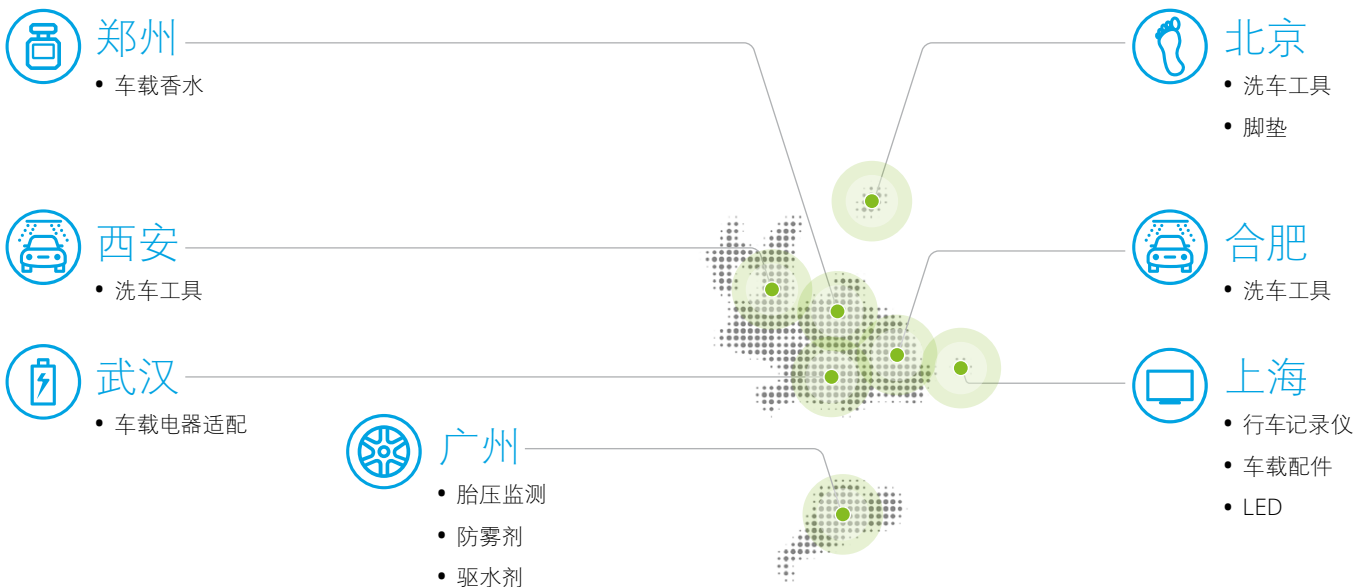 郑州
• 车载香水
西安
• 洗车工具
武汉
• 车载电器适配
广州
• 胎压监测
• 防雾剂
• 驱水剂
北京
• 洗车工具
• 脚垫
合肥
• 洗车工具
上海
• 行车记录仪
• 车载配件
• LED